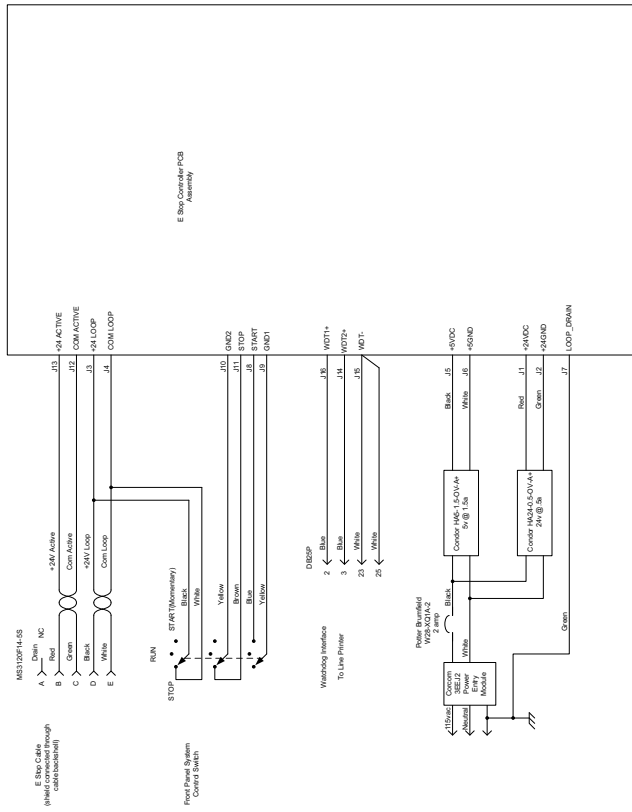 E Stop Controller PCB
Assembly
+24 ACTIVE
COM ACTIVE
+24 LOOP
COM LOOP
GND2
STOP
START
GND1
WDT1+
WDT2+
WDT-
+5VDC
+5GND
+24VDC
+24GND
LOOP_DRAIN
J13
J12
J3
J4
J10
J11
J8
J9
J16
J14
J15
J5
J6
J1
J2
J7
MS3120F14-5S
A
Drain
NC
B
Red
+24V Active
C
Green
Com Active
D
Black
+24V Loop
E
White
Com Loop
E Stop Cable
(shield connected through
cable backshell)
START(Momentary)
RUN
STOP
Black
White
Yellow
Brown
Blue
Yellow
Front Panel System
Control Switch
DB25P
2
Blue
3
Blue
23
White
25
White
Watchdog Interface
To Line Printer
Black
White
Condor HA5-1.5-OV-A+
5v @ 1.5a
Red
Green
Condor HA24-0.5-OV-A+
24v @ .5a
Potter Brumfield
W28-XQ1A-2
2 amp
Black
White
Green
Corcom
3EEJ2
Power
Entry
Module
115vac
Neutral